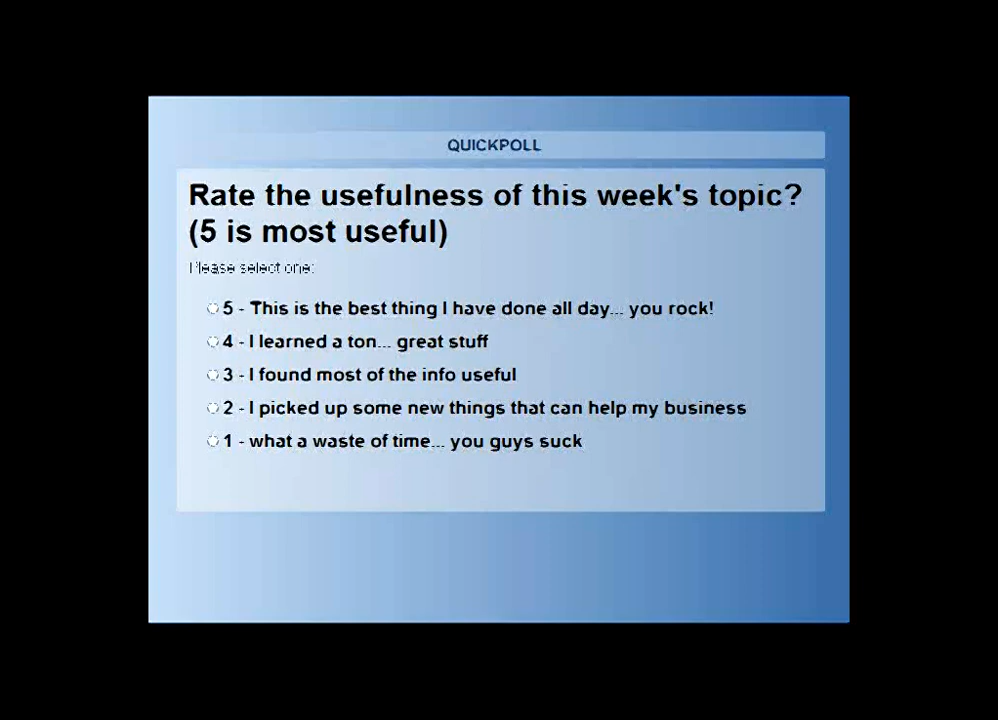 QUICKPOLL
Rate the usefulness of this week's topic?
(5 is most useful)
Please select one:
5 - This is the best thing I have done all day... you rock!
4 - I learned a ton... great stuff
3 - I found most of the info useful
2 - I picked up some new things that can help my business
1 - what a waste of time... you guys suck